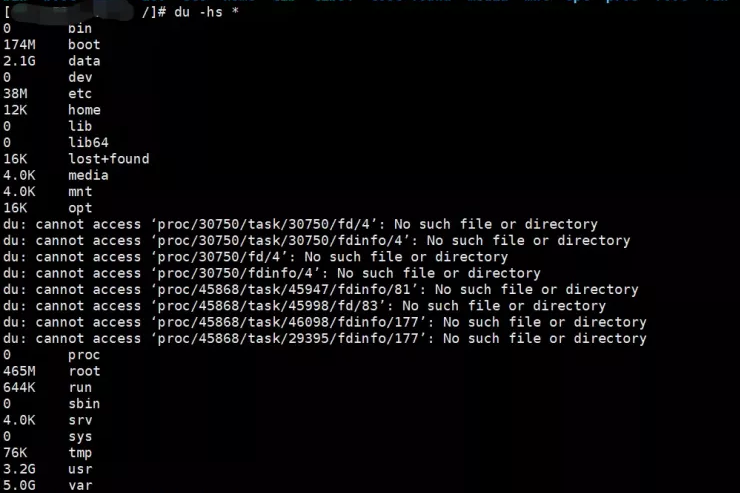 [ /]# du -hs *
0 bin
174M boot
2.1G data
0 dev
38M etc
12K home
0 lib
0 lib64
16K lost+found
4.0K media
4.0K mnt
16K opt
du: cannot access ‘proc/30750/task/30750/fd/4’: No such file or directory
du: cannot access ‘proc/30750/task/30750/fdinfo/4’: No such file or directory
du: cannot access ‘proc/30750/fd/4’: No such file or directory
du: cannot access ‘proc/30750/fdinfo/4’: No such file or directory
du: cannot access ‘proc/45868/task/45947/fdinfo/81’: No such file or directory
du: cannot access ‘proc/45868/task/45998/fd/83’: No such file or directory
du: cannot access ‘proc/45868/task/46098/fdinfo/177’: No such file or directory
du: cannot access ‘proc/45868/task/29395/fdinfo/177’: No such file or directory
0 proc
465M root
644K run
0 sbin
4.0K srv
0 sys
76K tmp
3.2G usr
5.0G var